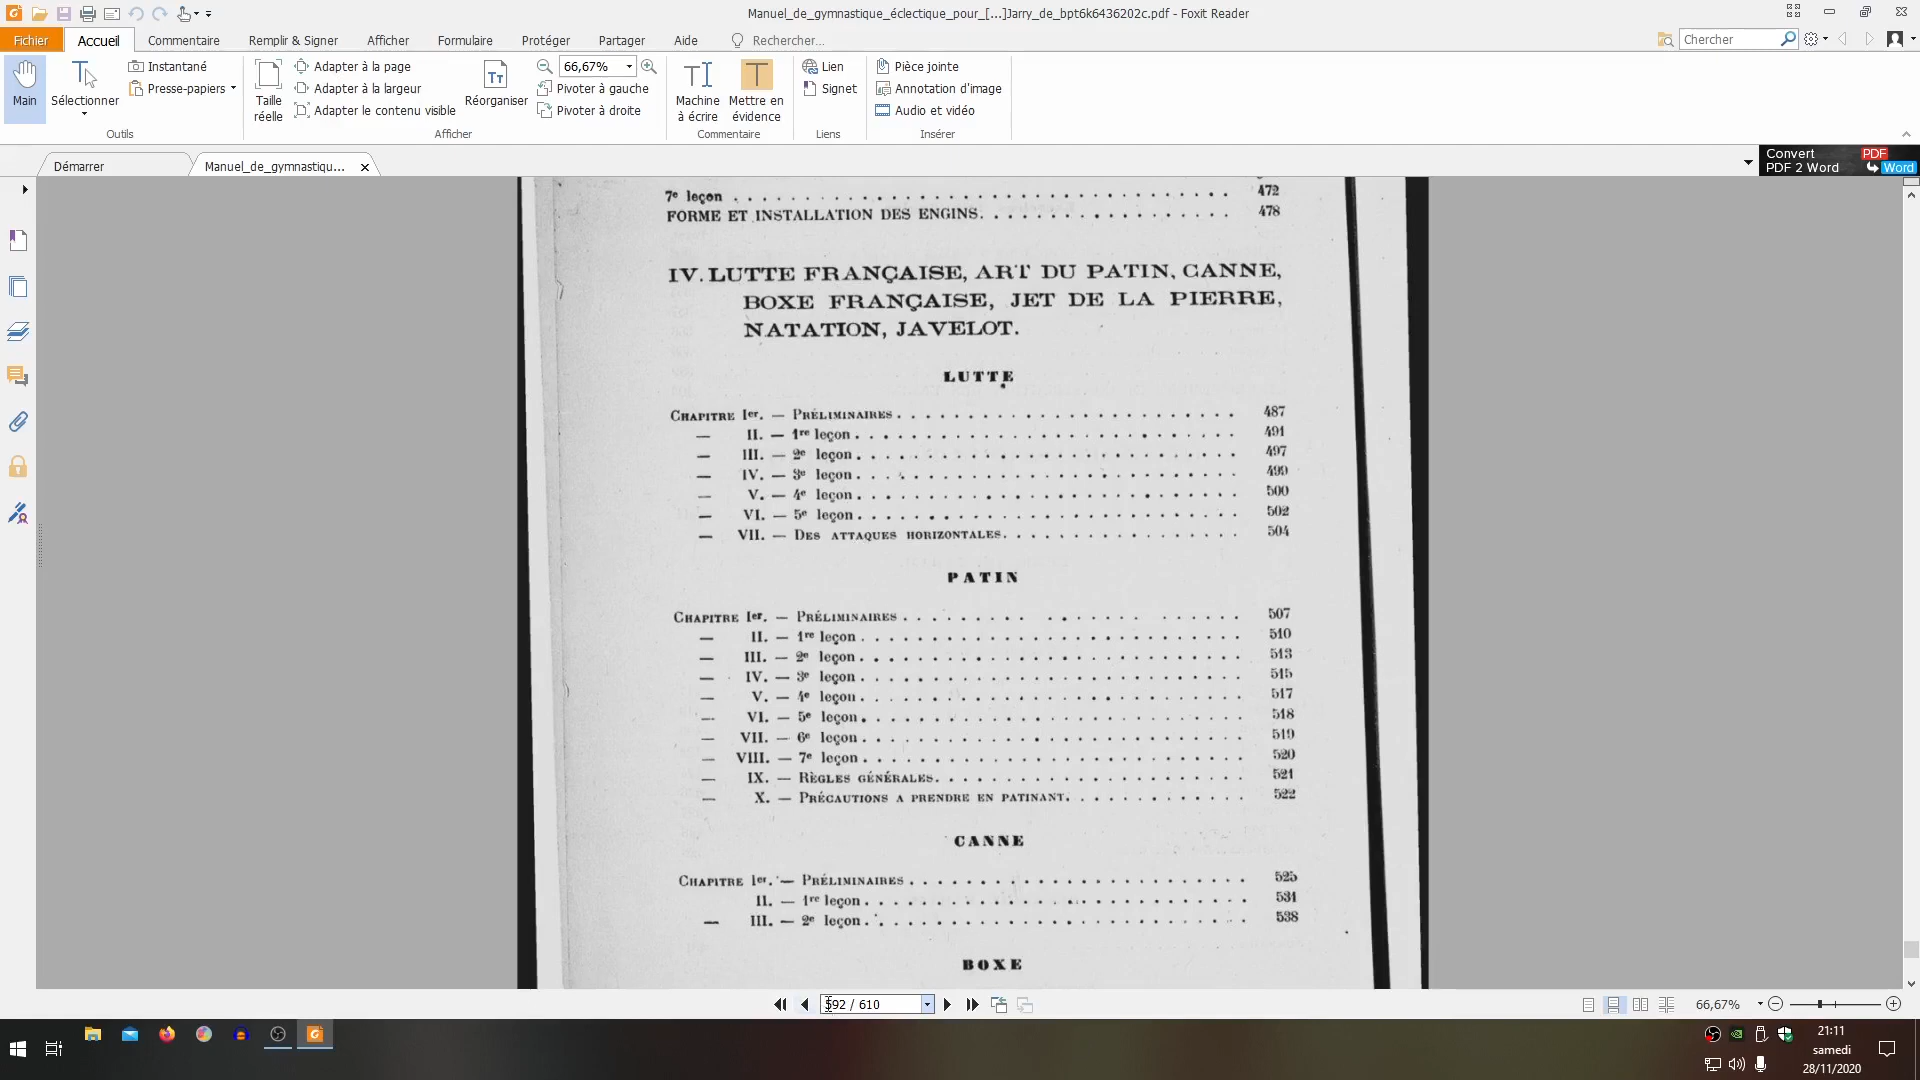 Manuel_de_gymnastique_éclectique_pour_[...]Jarry_de_bpt6k6436202c.pdf - Foxit Reader
Fichier Accueil Commentaire Remplir & Signer Afficher Formulaire Protéger Partager Aide Rechercher... Chercher
Main
Sélectionner
Instantané
Presse-papiers
Outils
Taille réelle
Adapter à la page
Adapter à la largeur
Adapter le contenu visible
Réorganiser
66,67%
Pivoter à gauche
Pivoter à droite
Afficher
Machine à écrire
Mettre en évidence
Commentaire
Lien
Signet
Liens
Pièce jointe
Annotation d'image
Audio et vidéo
Insérer
Démarrer
Manuel_de_gymnastiqu...
Convert PDF
PDF 2 Word Word
7e leçon . . . 472
FORME ET INSTALLATION DES ENGINS. . . . 478
IV. LUTTE FRANÇAISE, ART DU PATIN, CANNE,
BOXE FRANÇAISE, JET DE LA PIERRE,
NATATION, JAVELOT.
LUTTE
CHAPITRE Ier. — PRÉLIMINAIRES . . . 487
— II. — 1re leçon . . . 491
— III. — 2e leçon . . . 497
— IV. — 3e leçon . . . 499
— V. — 4e leçon . . . 500
— VI. — 5e leçon . . . 502
— VII. — DES ATTAQUES HORIZONTALES. . . . 504
PATIN
CHAPITRE Ier. — PRÉLIMINAIRES . . . 507
— II. — 1re leçon . . . 510
— III. — 2e leçon . . . 513
— IV. — 3e leçon . . . 515
— V. — 4e leçon . . . 517
— VI. — 5e leçon . . . 518
— VII. — 6e leçon . . . 519
— VIII. — 7e leçon . . . 520
— IX. — RÈGLES GÉNÉRALES. . . . 521
— X. — PRÉCAUTIONS A PRENDRE EN PATINANT. . . . 522
CANNE
CHAPITRE Ier. — PRÉLIMINAIRES . . . 525
II. — 1re leçon . . . 531
— III. — 2e leçon . . . 538
BOXE
592 / 610
66,67%
21:11
samedi
28/11/2020